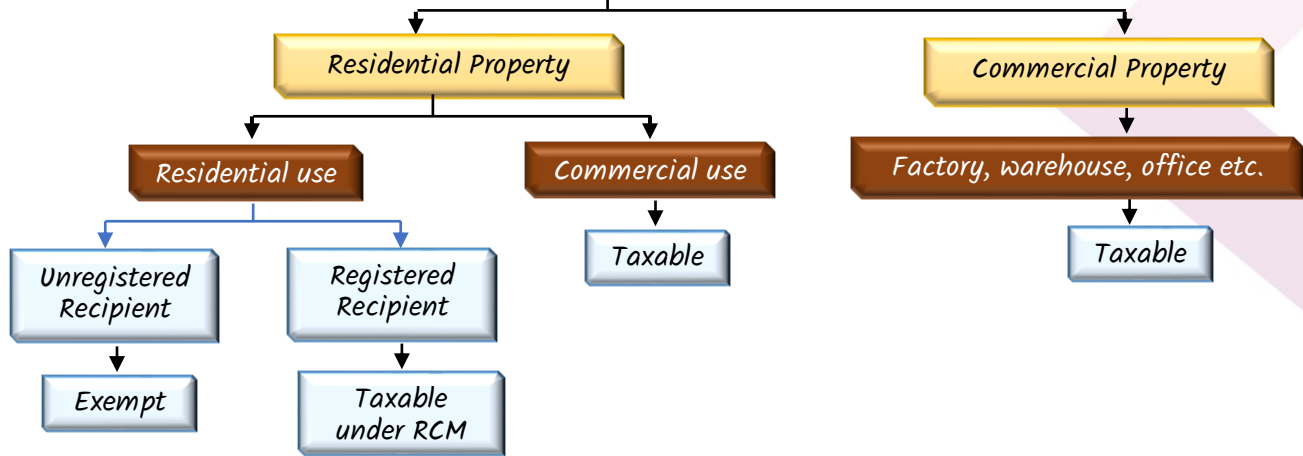 Residential Property
Commercial Property
Residential use
Commercial use
Factory, warehouse, office etc.
Unregistered
Recipient
Registered
Recipient
Taxable
Taxable
Exempt
Taxable
under RCM